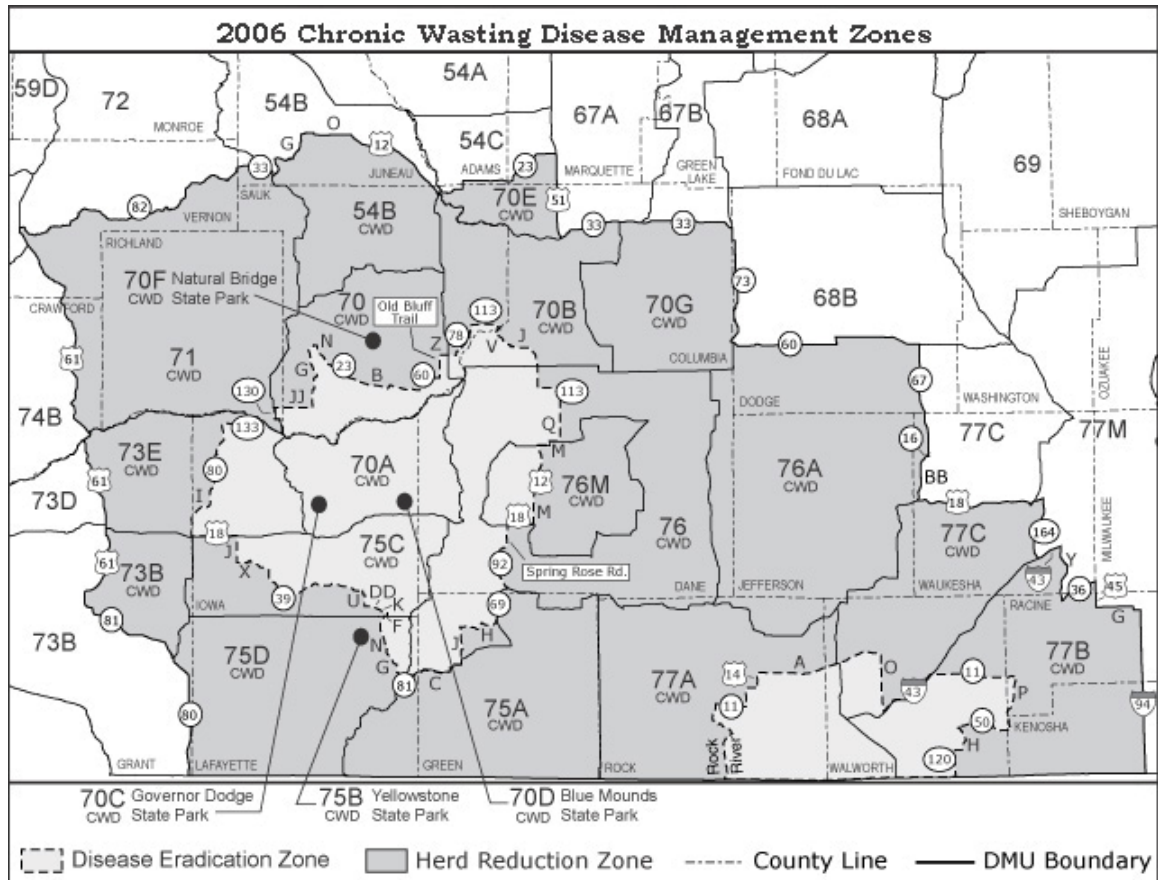 2006 Chronic Wasting Disease Management Zones
59D
72
54B
54A
54C
67A
67B
68A
69
MONROE
G
O
12
33
JUNEAU
ADAMS
23
MARQUETTE
GREEN
LAKE
FOND DU LAC
SHEBOYGAN
SAUK
82
VERNON
54B
CWD
70E
CWD
51
33
33
RICHLAND
70F
CWD
Natural Bridge
State Park
70
CWD
Old Bluff
Trail
113
70B
CWD
70G
CWD
73
68B
CRAWFORD
61
71
CWD
N
G
23
B
Z
60
78
V
J
COLUMBIA
60
OZUAKEE
130
JJ
113
67
WASHINGTON
DODGE
74B
133
77C
77M
73E
CWD
80
70A
CWD
Q
M
16
76A
CWD
61
73D
I
12
76M
CWD
BB
18
M
18
18
J
X
I
75C
CWD
76
CWD
77C
CWD
164
Y
MILWAUKEE
61
73B
CWD
92
Spring Rose Rd.
43
36
45
DANE
JEFFERSON
WAUKESHA
39
U
DD
K
F
IOWA
69
RACINE
G
81
73B
N
G
J
H
75D
CWD
77A
CWD
14
A
O
11
77B
CWD
81
C
43
P
80
75A
CWD
11
50
94
KENOSHA
H
Rock
River
120
GRANT
LAFAYETTE
GREEN
ROCK
WALWORTH
70C
CWD
Governor Dodge
State Park
75B
CWD
Yellowstone
State Park
70D
CWD
Blue Mounds
State Park
Disease Eradication Zone
Herd Reduction Zone
County Line
DMU Boundary